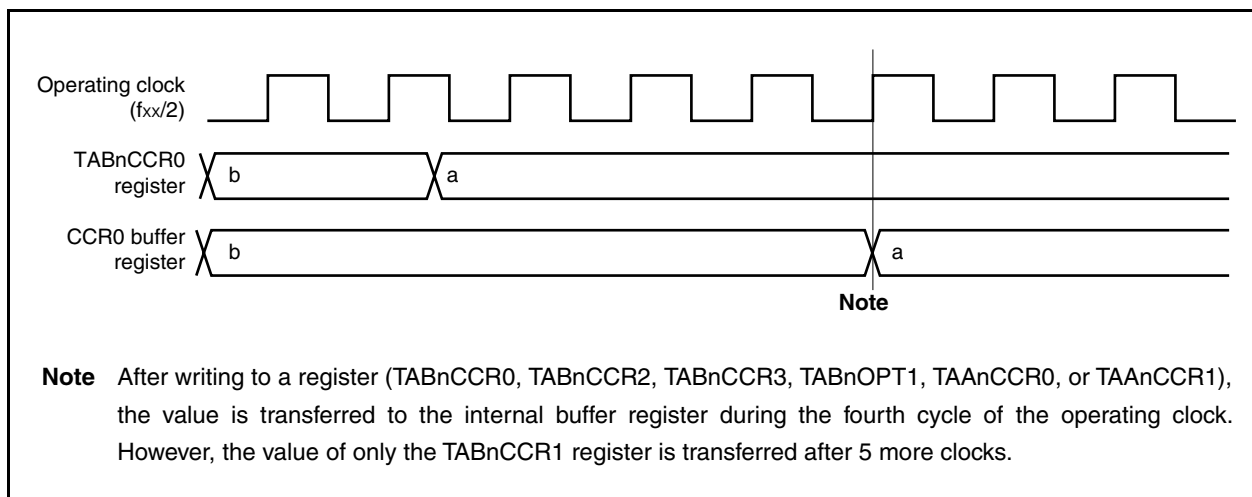 Operating clock
(fxx/2)
TABnCCR0
register
b
a
CCR0 buffer
register
b
a
Note
Note After writing to a register (TABnCCR0, TABnCCR2, TABnCCR3, TABnOPT1, TAAnCCR0, or TAAnCCR1),
the value is transferred to the internal buffer register during the fourth cycle of the operating clock.
However, the value of only the TABnCCR1 register is transferred after 5 more clocks.